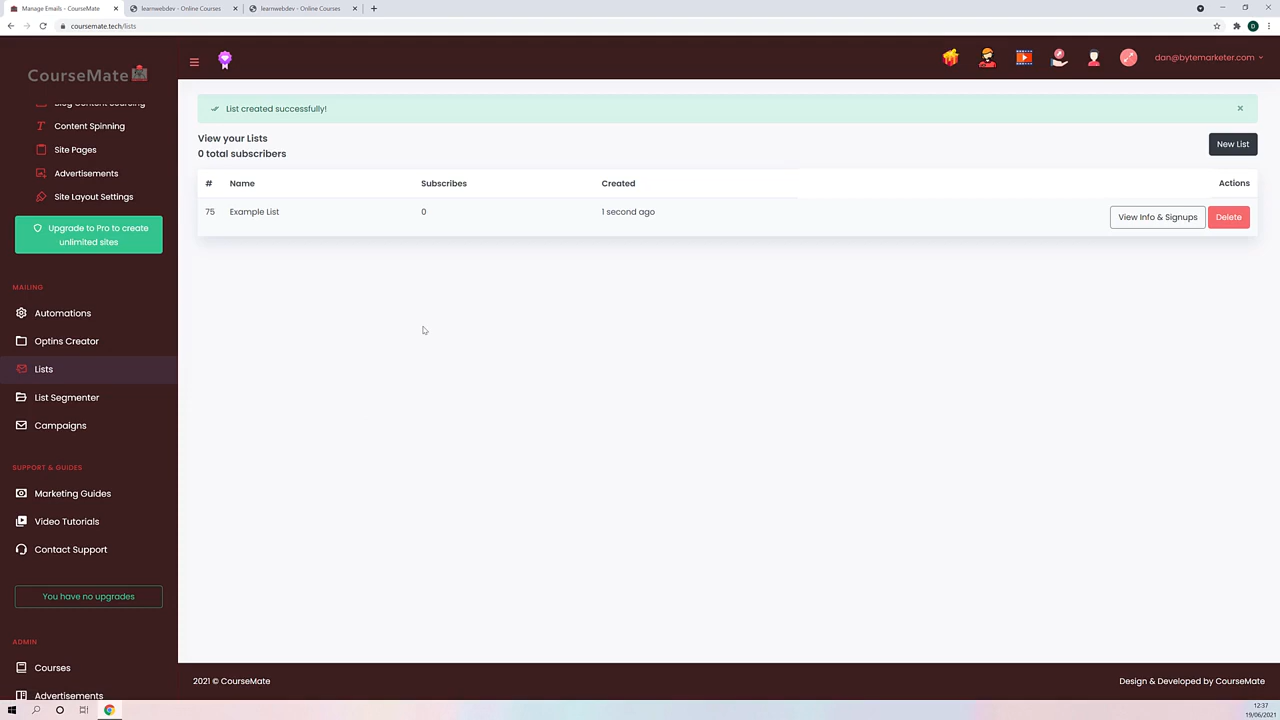 Manage Emails - CourseMate
learnwebdev - Online Courses
learnwebdev - Online Courses
coursemate.tech/lists
CourseMate
dan@bytemarketer.com
Blog Content Sourcing
Content Spinning
Site Pages
Advertisements
Site Layout Settings
Upgrade to Pro to create
unlimited sites
MAILING
Automations
Optins Creator
Lists
List Segmenter
Campaigns
SUPPORT & GUIDES
Marketing Guides
Video Tutorials
Contact Support
You have no upgrades
ADMIN
Courses
Advertisements
List created successfully!
View your Lists
0 total subscribers
New List
# Name Subscribes Created Actions
75 Example List 0 1 second ago View Info & Signups Delete
2021 © CourseMate
Design & Developed by CourseMate
12:37
19/06/2021